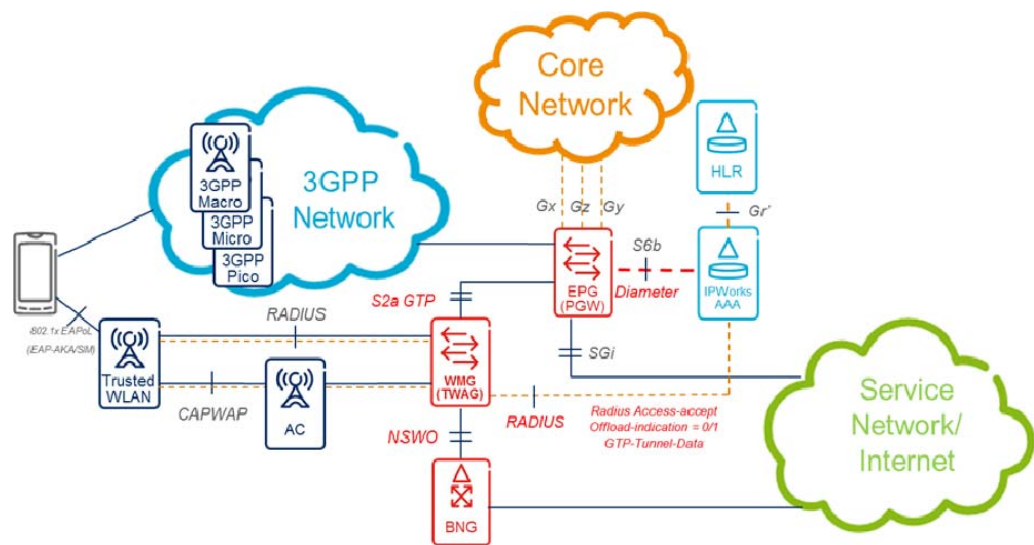 Core
Network
3GPP
Macro
3GPP
Micro
3GPP
Pico
3GPP
Network
HLR
Gx
Gz
Gy
Gr'
S6b
Diameter
EPG
(PGW)
IPWorks
AAA
S2a GTP
RADIUS
802.1x EAPoL
(EAP-AKA/SIM)
Trusted
WLAN
CAPWAP
AC
WMG
(TWAG)
SGi
RADIUS
Radius Access-accept
Offload-indication = 0/1
GTP-Tunnel-Data
NSWO
BNG
Service
Network/
Internet